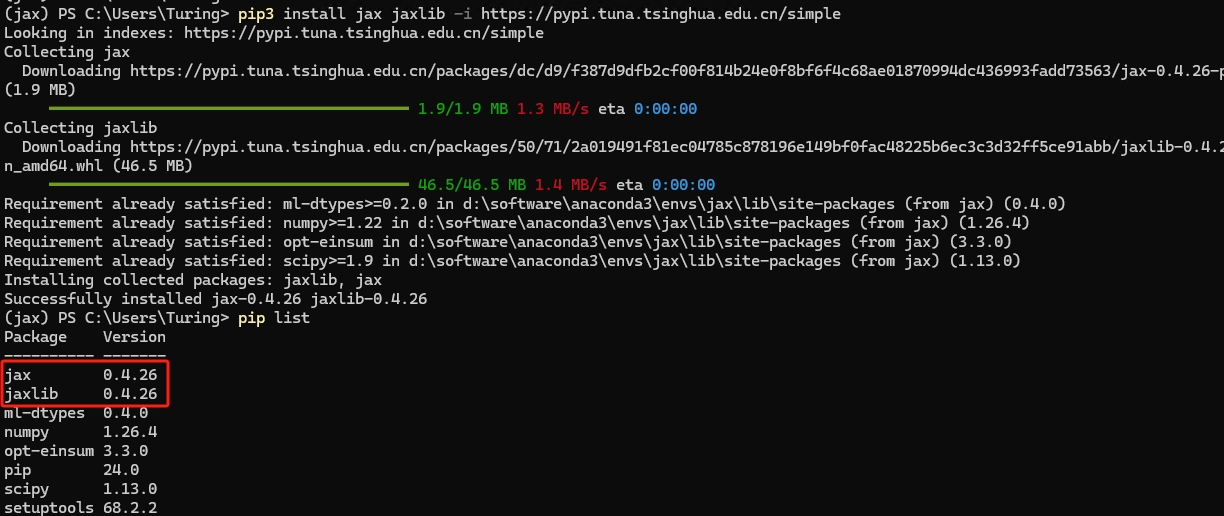 (jax) PS C:\Users\Turing> pip3 install jax jaxlib -i https://pypi.tuna.tsinghua.edu.cn/simple
Looking in indexes: https://pypi.tuna.tsinghua.edu.cn/simple
Collecting jax
  Downloading https://pypi.tuna.tsinghua.edu.cn/packages/dc/d9/f387d9dfb2cf00f814b24e0f8bf6f4c68ae01870994dc436993fadd73563/jax-0.4.26-p
(1.9 MB)
1.9/1.9 MB 1.3 MB/s eta 0:00:00
Collecting jaxlib
  Downloading https://pypi.tuna.tsinghua.edu.cn/packages/50/71/2a019491f81ec04785c878196e149bf0fac48225b6ec3c3d32ff5ce91abb/jaxlib-0.4.2
n_amd64.whl (46.5 MB)
46.5/46.5 MB 1.4 MB/s eta 0:00:00
Requirement already satisfied: ml-dtypes>=0.2.0 in d:\software\anaconda3\envs\jax\lib\site-packages (from jax) (0.4.0)
Requirement already satisfied: numpy>=1.22 in d:\software\anaconda3\envs\jax\lib\site-packages (from jax) (1.26.4)
Requirement already satisfied: opt-einsum in d:\software\anaconda3\envs\jax\lib\site-packages (from jax) (3.3.0)
Requirement already satisfied: scipy>=1.9 in d:\software\anaconda3\envs\jax\lib\site-packages (from jax) (1.13.0)
Installing collected packages: jaxlib, jax
Successfully installed jax-0.4.26 jaxlib-0.4.26
(jax) PS C:\Users\Turing> pip list
Package    Version
---------- -------
jax        0.4.26
jaxlib     0.4.26
ml-dtypes  0.4.0
numpy      1.26.4
opt-einsum 3.3.0
pip        24.0
scipy      1.13.0
setuptools 68.2.2